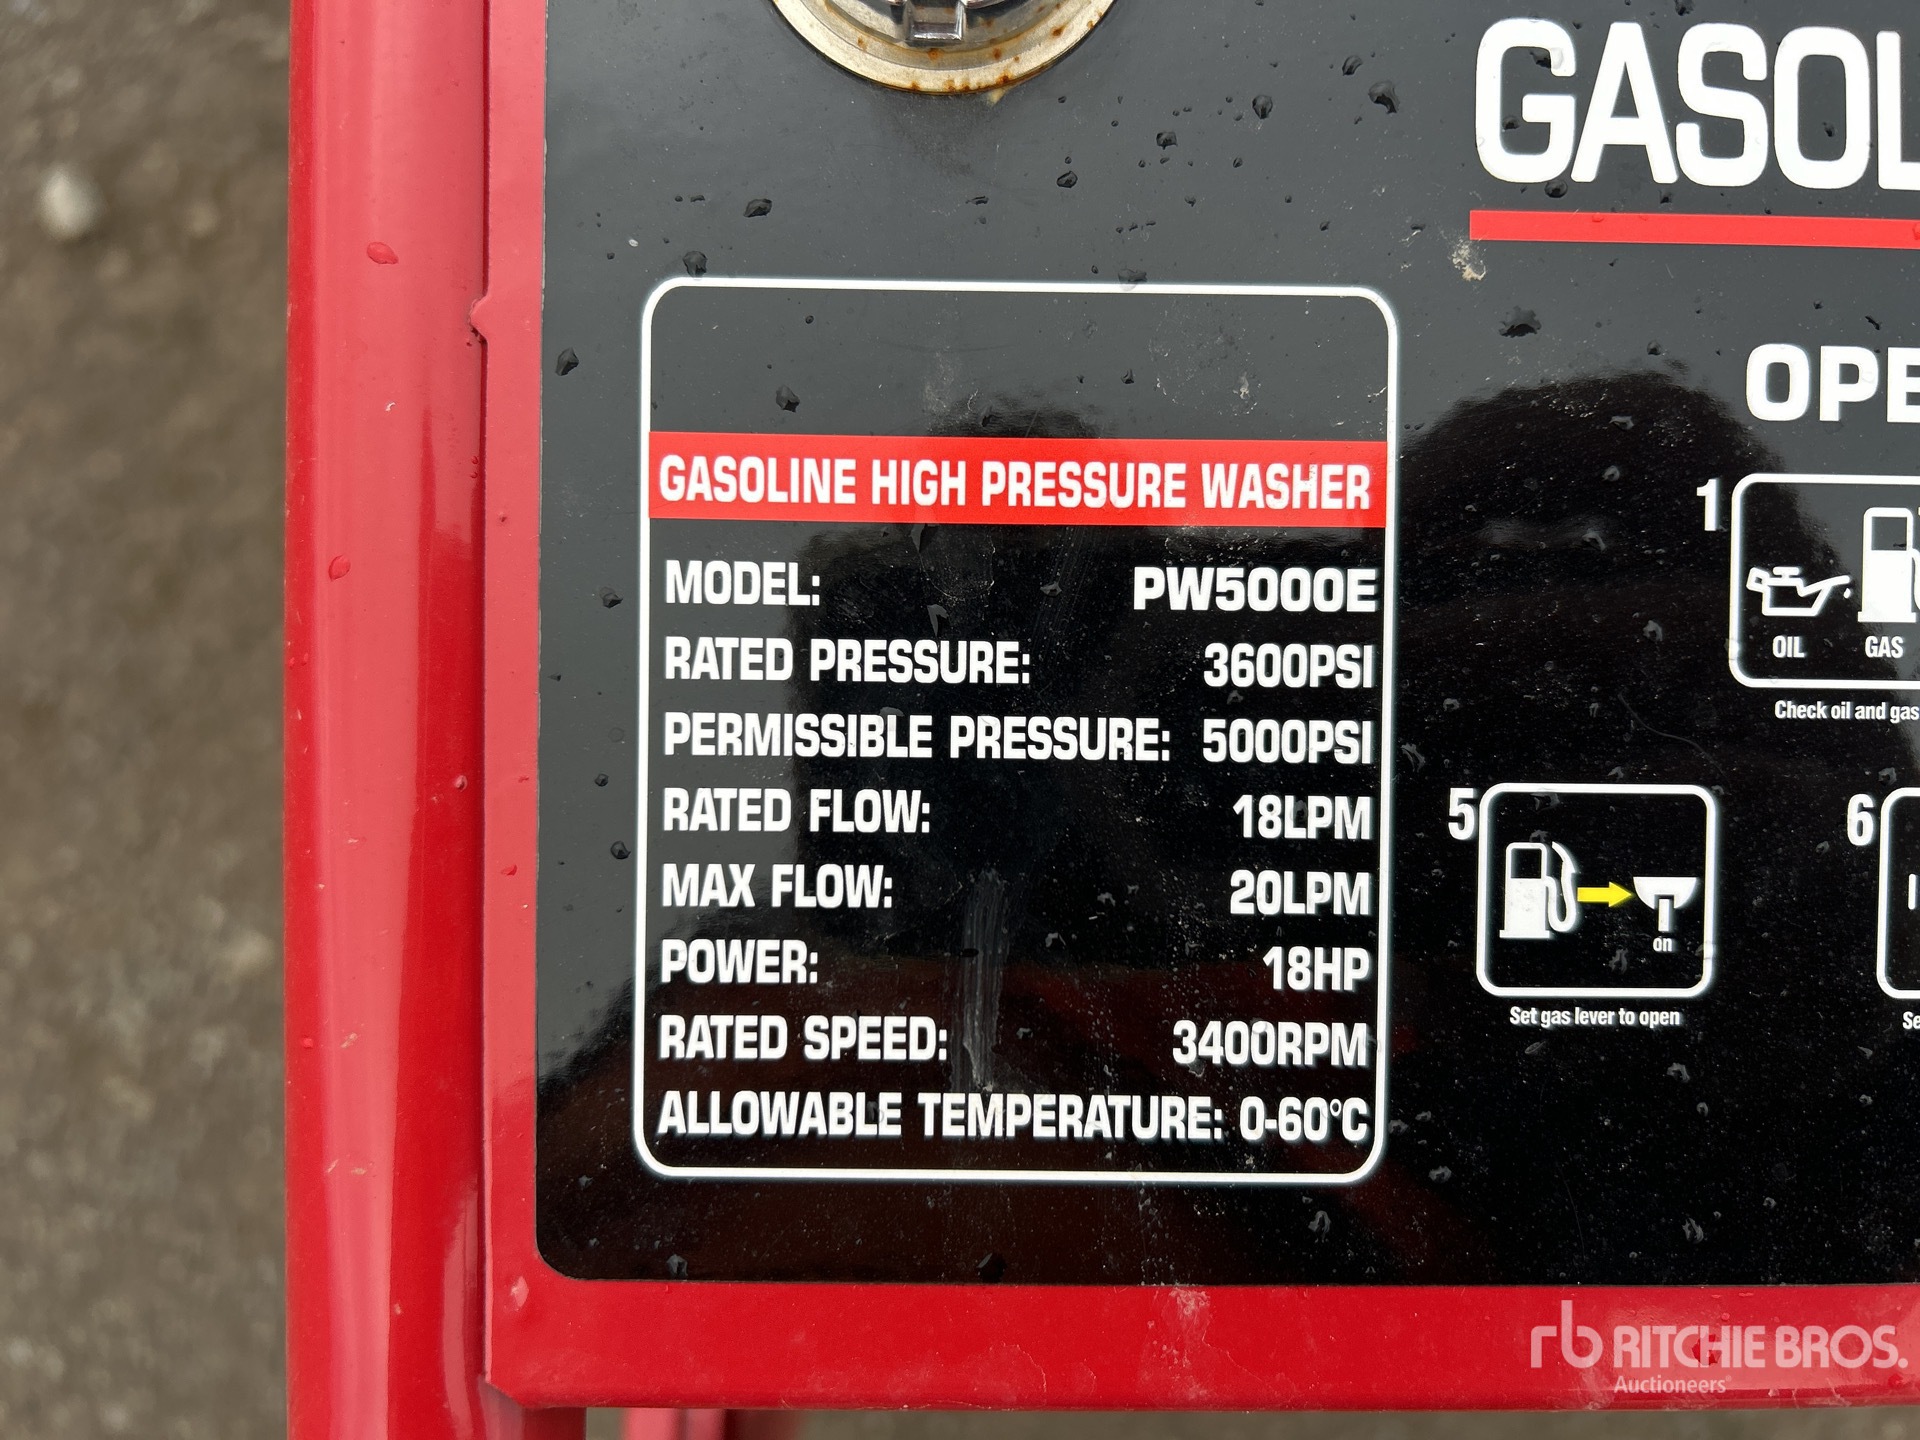 GASOL
GASOLINE HIGH PRESSURE WASHER
MODEL: PW5000E
RATED PRESSURE: 3600PSI
PERMISSIBLE PRESSURE: 5000PSI
RATED FLOW: 18LPM
MAX FLOW: 20LPM
POWER: 18HP
RATED SPEED: 3400RPM
ALLOWABLE TEMPERATURE: 0-60°C
OPE
1
OIL GAS
Check oil and gas
5
on
Set gas lever to open
6
Se
rb RITCHIE BROS.
Auctioneers